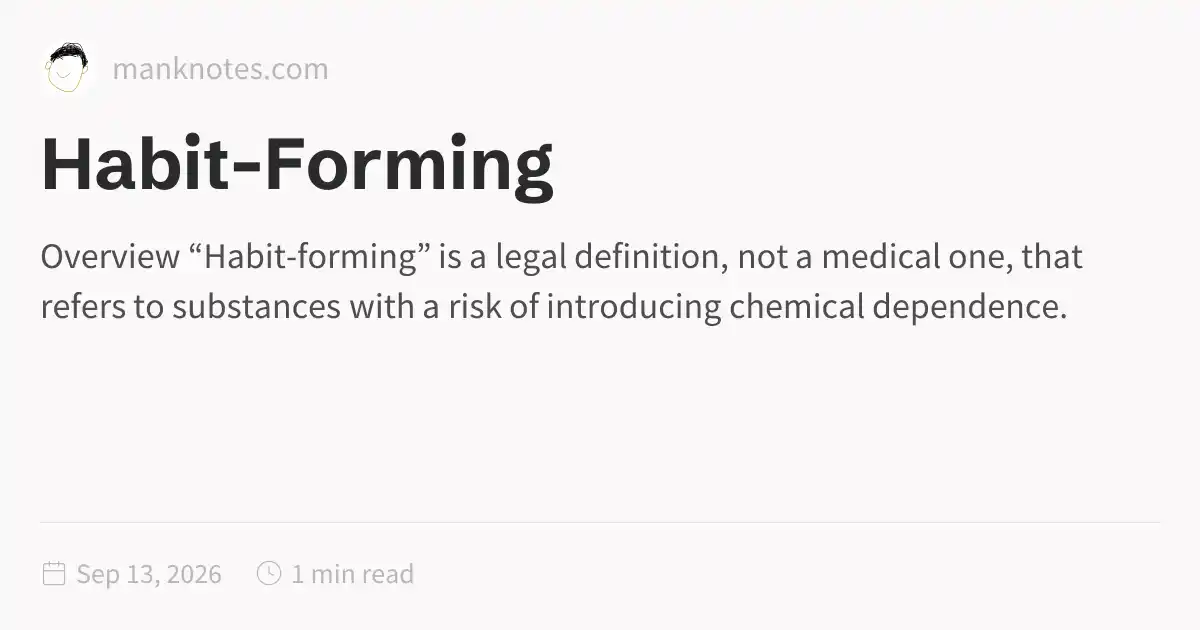 manknotes.com
Habit-Forming
Overview “Habit-forming” is a legal definition, not a medical one, that
refers to substances with a risk of introducing chemical dependence.
Sep 13, 2026 1 min read